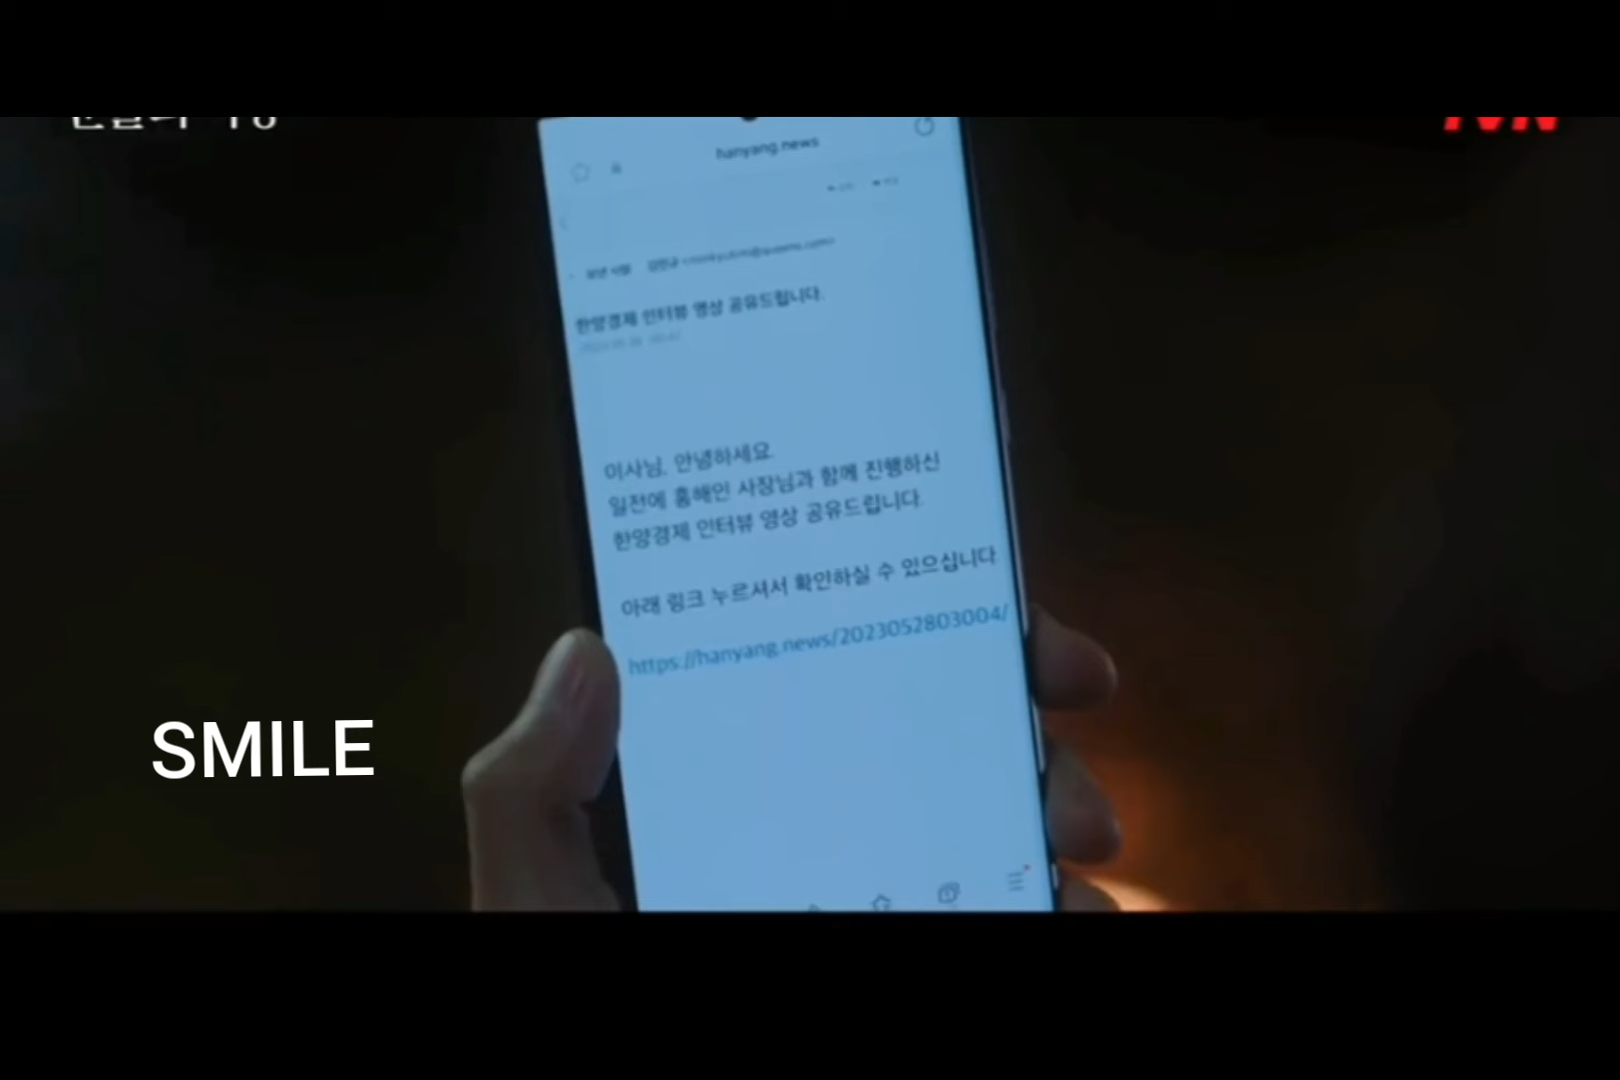 hanyang.news
한양경제 인터뷰 영상 공유드립니다.
이사님, 안녕하세요.
일전에 홍해인 사장님과 함께 진행하신
한양경제 인터뷰 영상 공유드립니다.
아래 링크 누르셔서 확인하실 수 있으십니다.
https://hanyang.news/2023052803004/
SMILE